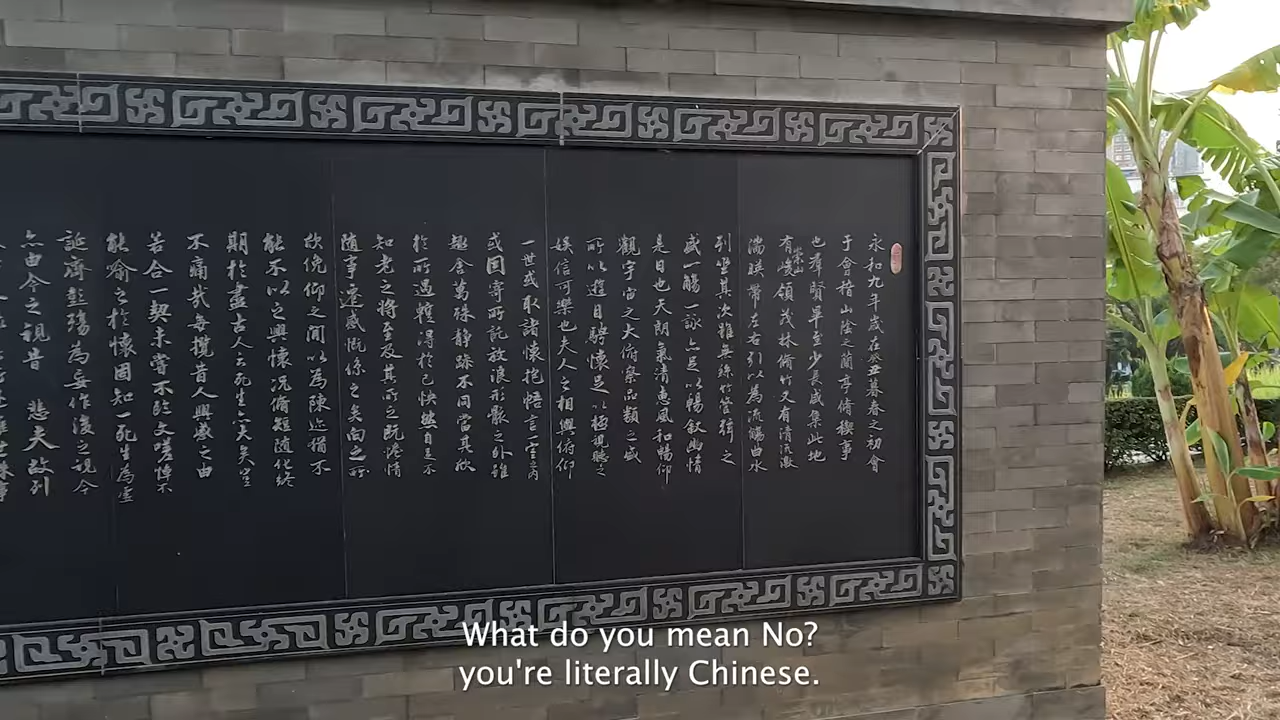 永和九年歲在癸丑暮春之初會
于會稽山陰之蘭亭脩稧事
也羣賢畢至少長咸集此地
有崇山峻領茂林脩竹又有清流激
湍暎帶左右引以為流觴曲水
列坐其次雖無絲竹管弦之
盛一觴一詠亦足以暢敘幽情
是日也天朗氣清惠風和暢仰
觀宇宙之大俯察品類之盛
所以遊目騁懷足以極視聽之
娛信可樂也夫人之相與俯仰
一世或取諸懷抱悟言一室之內
或因寄所託放浪形骸之外雖
趣舍萬殊靜躁不同當其欣
於所遇蹔得於己怏然自足不
知老之將至及其所之既惓情
隨事遷感慨係之矣向之所
欣俛仰之閒以為陳迹猶不
能不以之興懷況脩短隨化終
期於盡古人云死生亦大矣豈
不痛哉每攬昔人興感之由
若合一契未嘗不臨文嗟悼不
能喻之於懷固知一死生為虛
誕齊彭殤為妄作後之視今
亦由今之視昔 悲夫故列
What do you mean No?
you're literally Chinese.